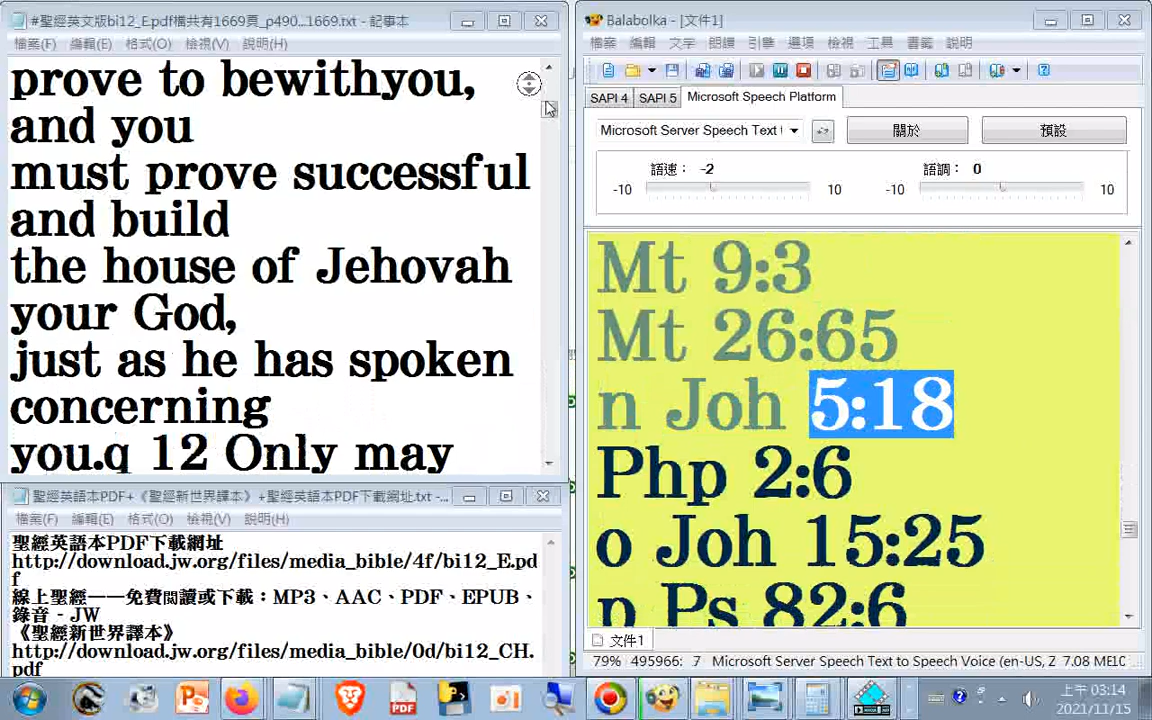 #聖經英文版bi12_E.pdf檔共有1669頁_p490...1669.txt - 記事本
檔案(F) 編輯(E) 格式(O) 檢視(V) 說明(H)
prove to bewithyou,
and you
must prove successful
and build
the house of Jehovah
your God,
just as he has spoken
concerning
you.q 12 Only may
聖經英語本PDF+《聖經新世界譯本》+聖經英語本PDF下載網址.txt -...
檔案(F) 編輯(E) 格式(O) 檢視(V) 說明(H)
聖經英語本PDF下載網址
http://download.jw.org/files/media_bible/4f/bi12_E.pd
f
線上聖經——免費閱讀或下載：MP3、AAC、PDF、EPUB、
錄音 - JW
《聖經新世界譯本》
http://download.jw.org/files/media_bible/0d/bi12_CH.
pdf
Balabolka - [文件1]
檔案 編輯 文字 朗讀 引擎 選項 檢視 工具 書籤 說明
SAPI 4 SAPI 5 Microsoft Speech Platform
Microsoft Server Speech Text 關於 預設
語速： -2 語調： 0
-10 10 -10 10
Mt 9:3
Mt 26:65
n Joh 5:18
Php 2:6
o Joh 15:25
p Ps 82:6
文件1
79% 495966: 7 Microsoft Server Speech Text to Speech Voice (en-US, Z 7.08 ME
上午 03:14
2021/11/15